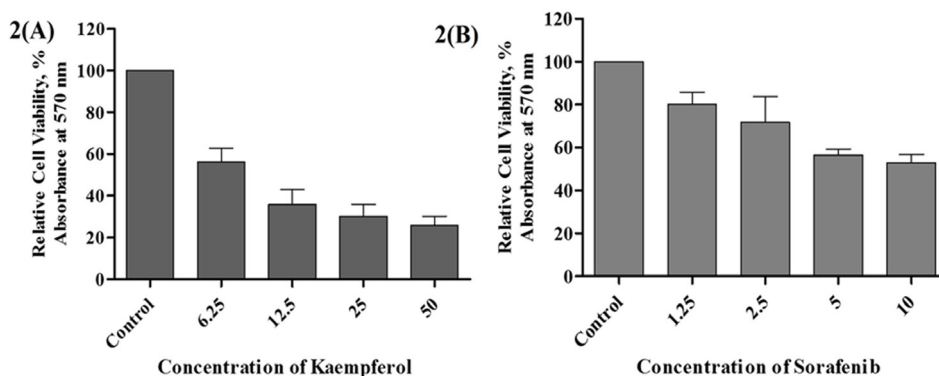 2(A)
Relative Cell Viability, %
Absorbance at 570 nm
120
100
80
60
40
20
0
Control
6.25
12.5
25
50
Concentration of Kaempferol
2(B)
Relative Cell Viability, %
Absorbance at 570 nm
120
100
80
60
40
20
0
Control
1.25
2.5
5
10
Concentration of Sorafenib